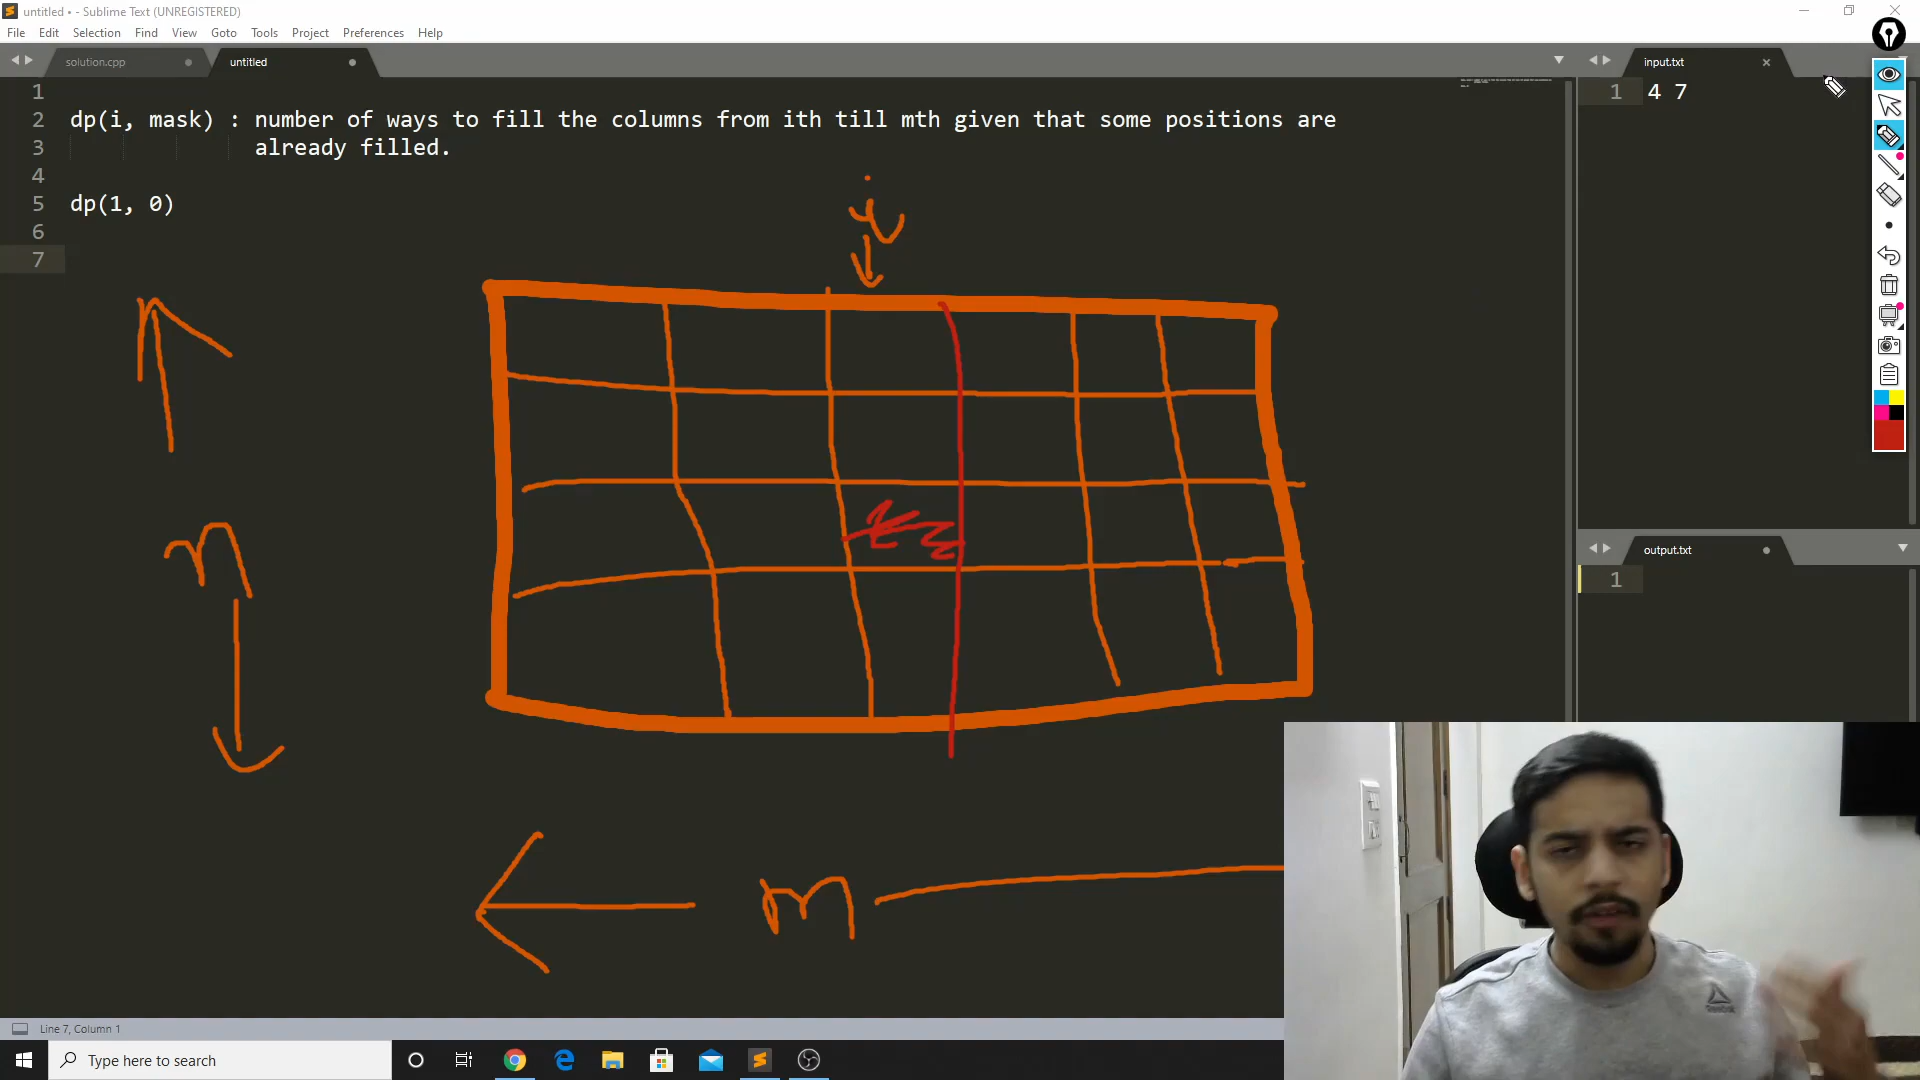 untitled • - Sublime Text (UNREGISTERED)
File Edit Selection Find View Goto Tools Project Preferences Help
solution.cpp
untitled
input.txt
1
2 dp(i, mask) : number of ways to fill the columns from ith till mth given that some positions are
3 already filled.
4
5 dp(1, 0)
6
7
1 4 7
i
n
m
output.txt
1
Line 7, Column 1
Type here to search